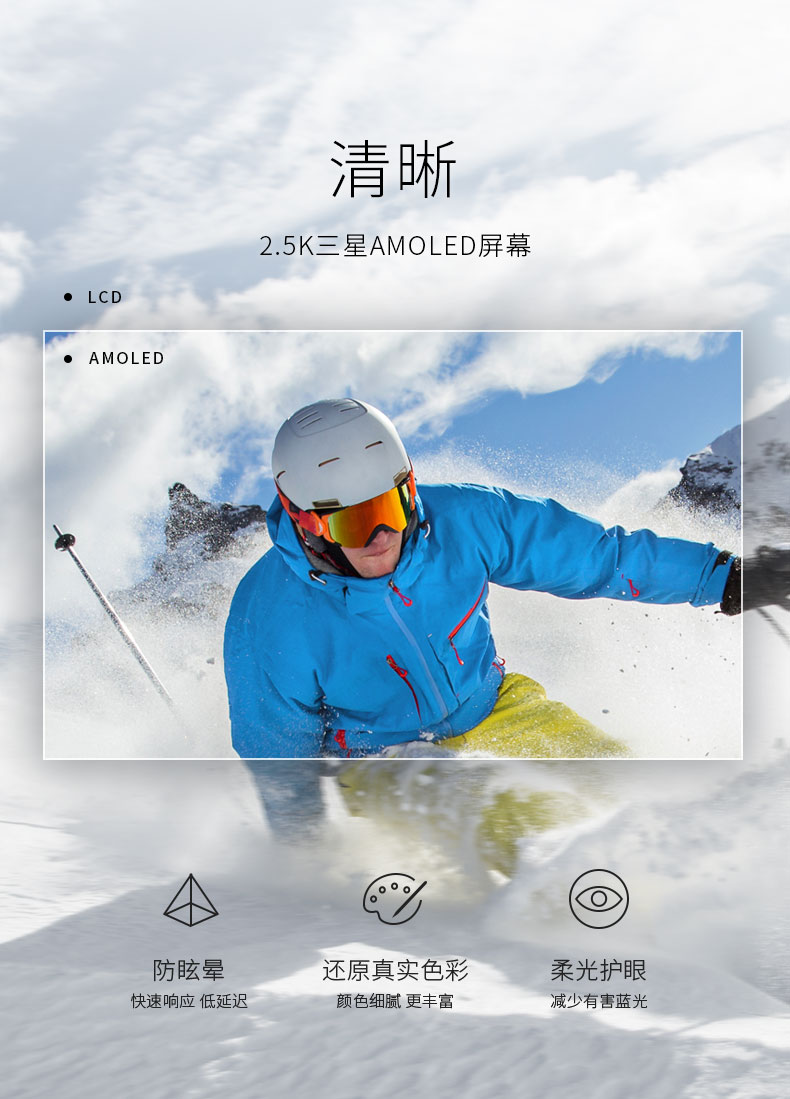 清晰
2.5K三星AMOLED屏幕
LCD
AMOLED
防眩晕
还原真实色彩
柔光护眼
快速响应 低延迟
颜色细腻 更丰富
减少有害蓝光